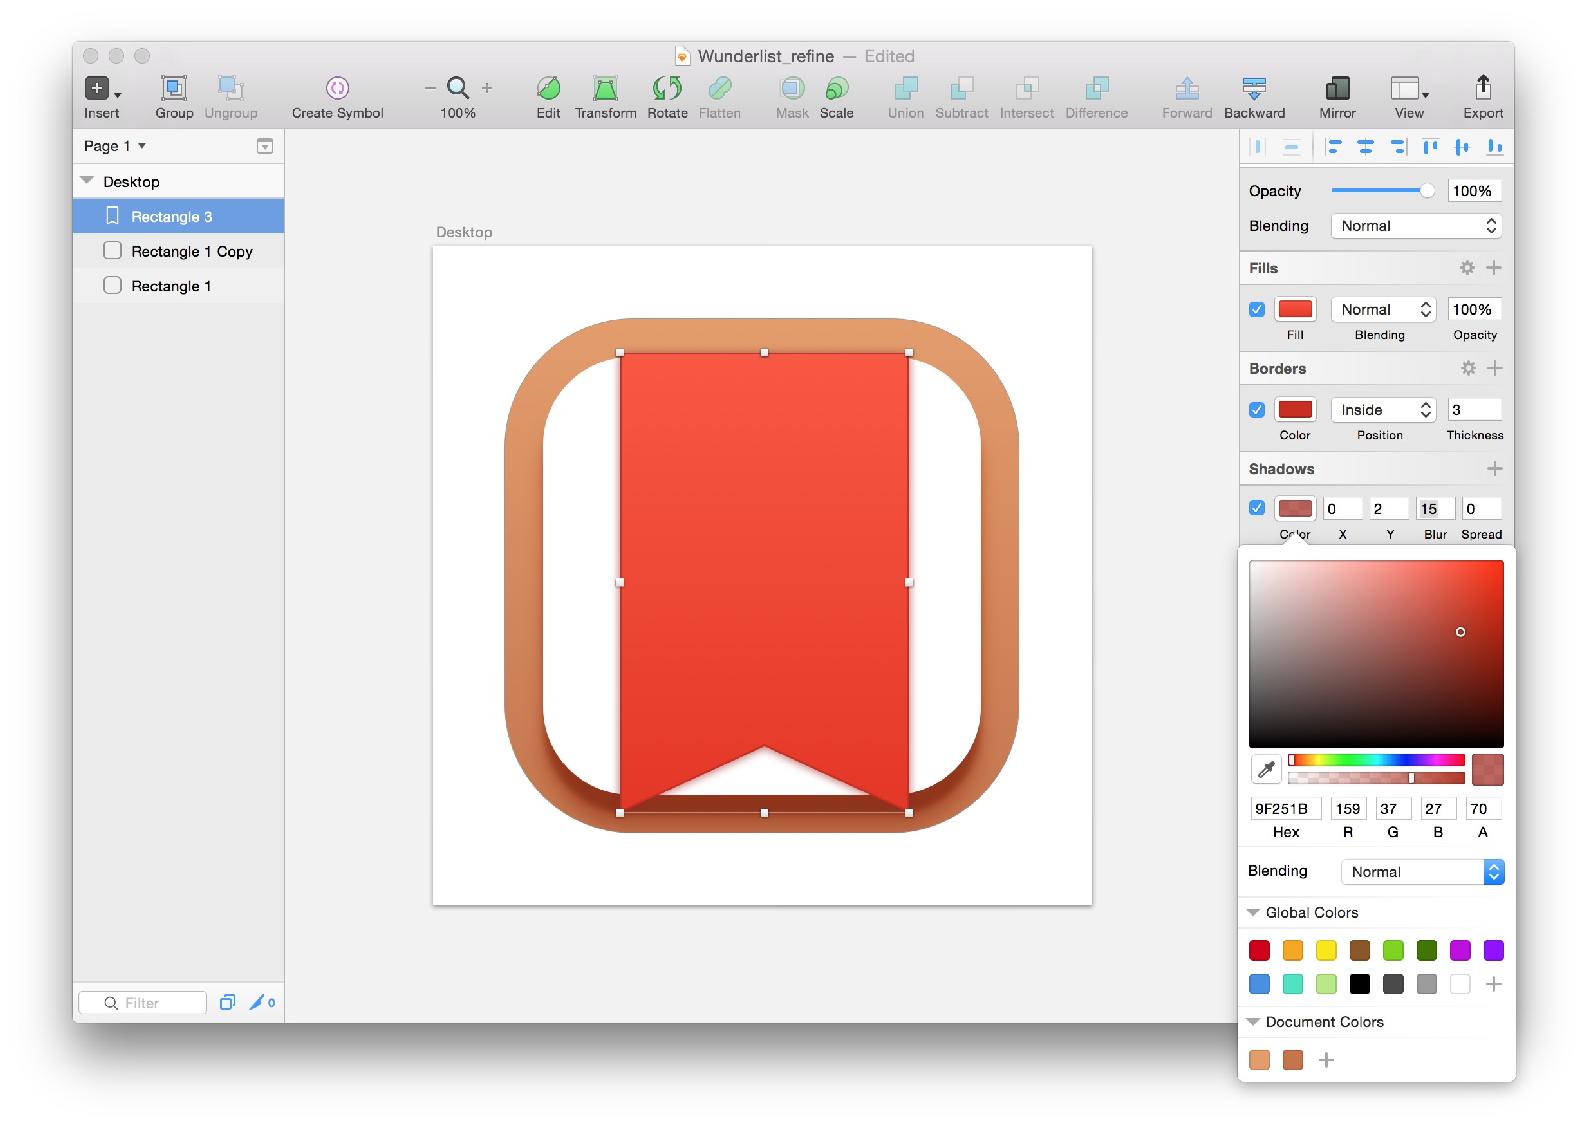 Wunderlist_refine — Edited
Insert Group Ungroup Create Symbol 100% Edit Transform Rotate Flatten Mask Scale Union Subtract Intersect Difference Forward Backward Mirror View Export
Page 1
Desktop
Rectangle 3
Rectangle 1 Copy
Rectangle 1
Filter
0
Desktop
Opacity 100%
Blending Normal
Fills
Normal 100%
Fill Blending Opacity
Borders
Inside 3
Color Position Thickness
Shadows
0 2 15 0
Color X Y Blur Spread
9F251B 159 37 27 70
Hex R G B A
Blending Normal
Global Colors
Document Colors